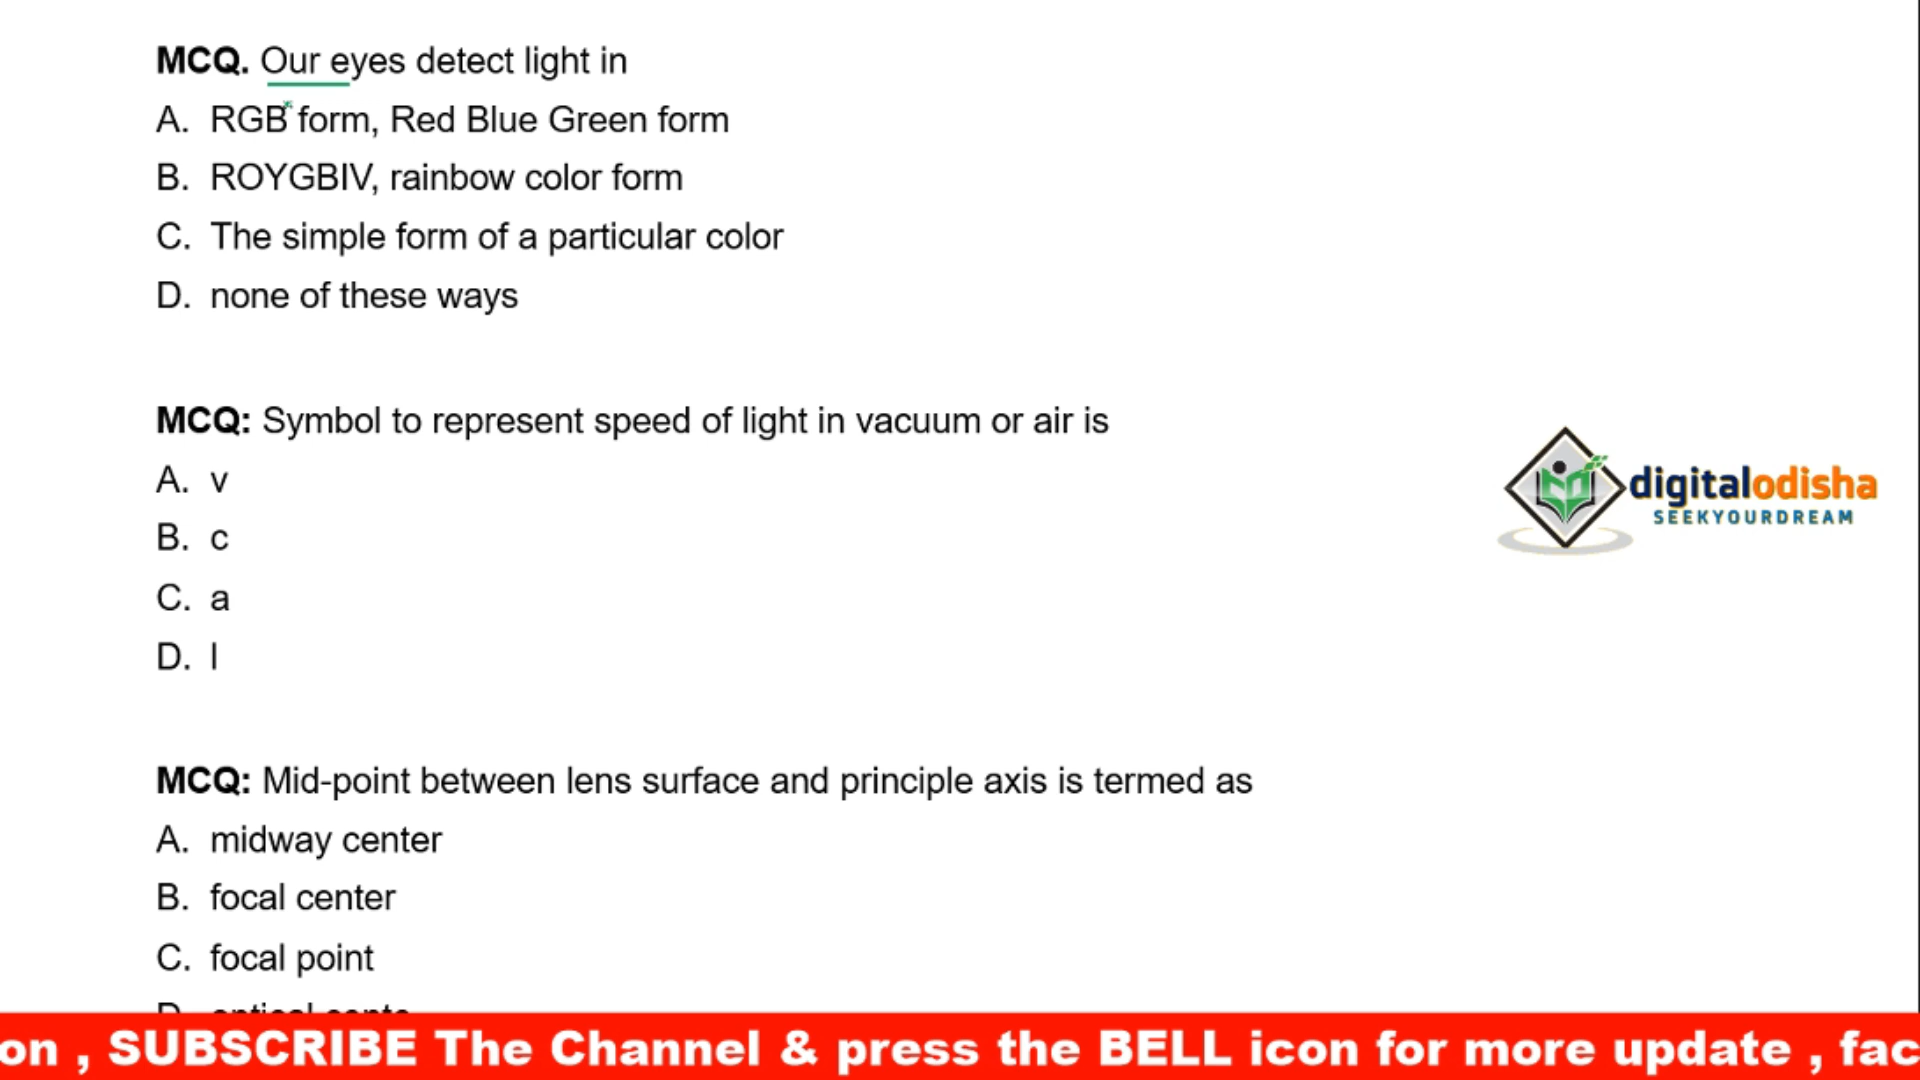 MCQ. Our eyes detect light in
A. RGB form, Red Blue Green form
B. ROYGBIV, rainbow color form
C. The simple form of a particular color
D. none of these ways
MCQ: Symbol to represent speed of light in vacuum or air is
A. v
B. c
C. a
D. l
digitalodisha
SEEKYOURDREAM
MCQ: Mid-point between lens surface and principle axis is termed as
A. midway center
B. focal center
C. focal point
D. optical cente
on , SUBSCRIBE The Channel & press the BELL icon for more update , fac